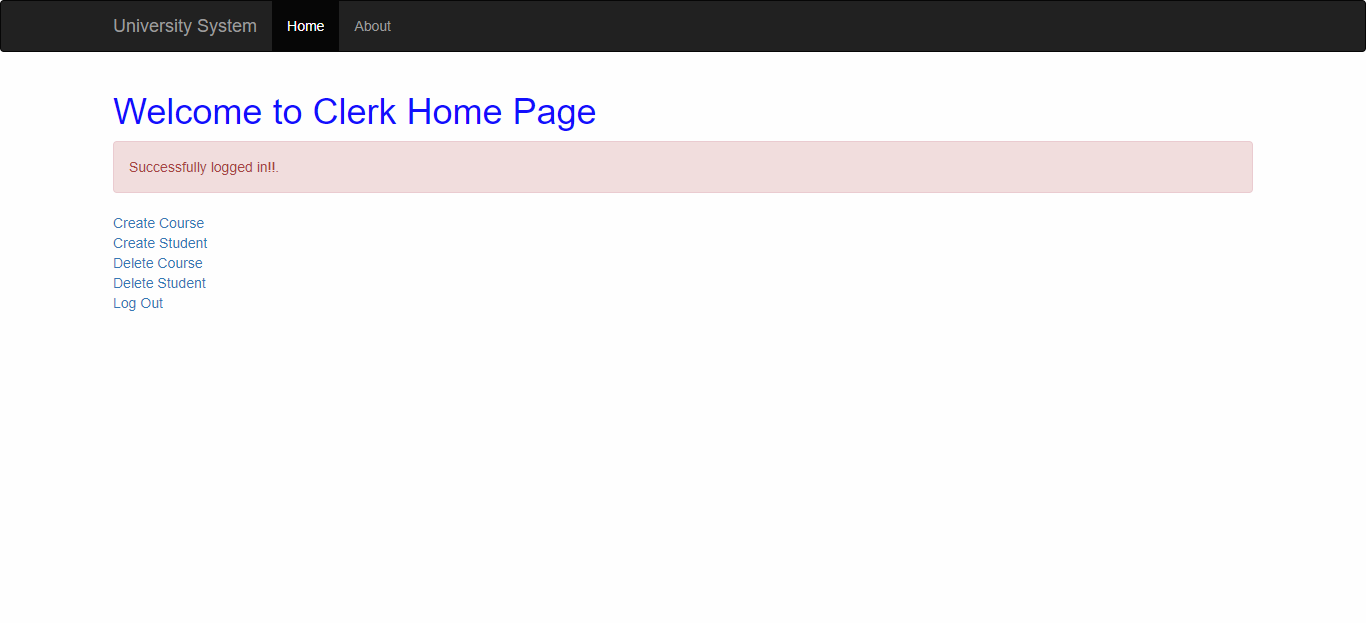 University System Home About
Welcome to Clerk Home Page
Successfully logged in!!.
Create Course
Create Student
Delete Course
Delete Student
Log Out